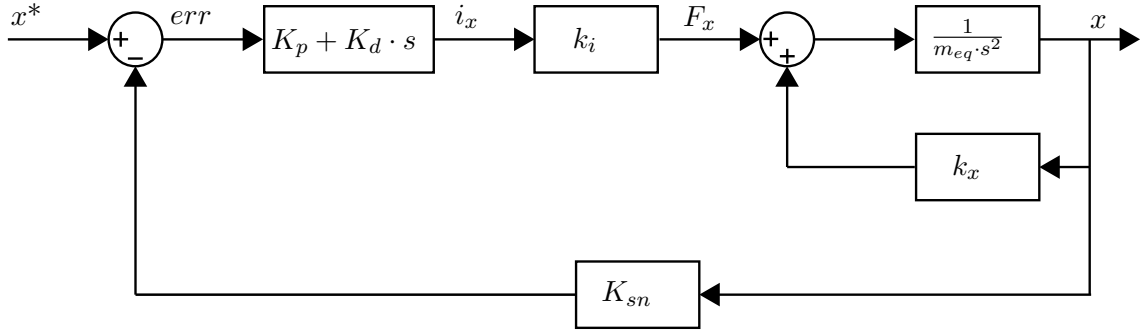 x* err i_x F_x x
+ K_p + K_d · s k_i + 1/(m_eq·s²)
− +
k_x
K_sn